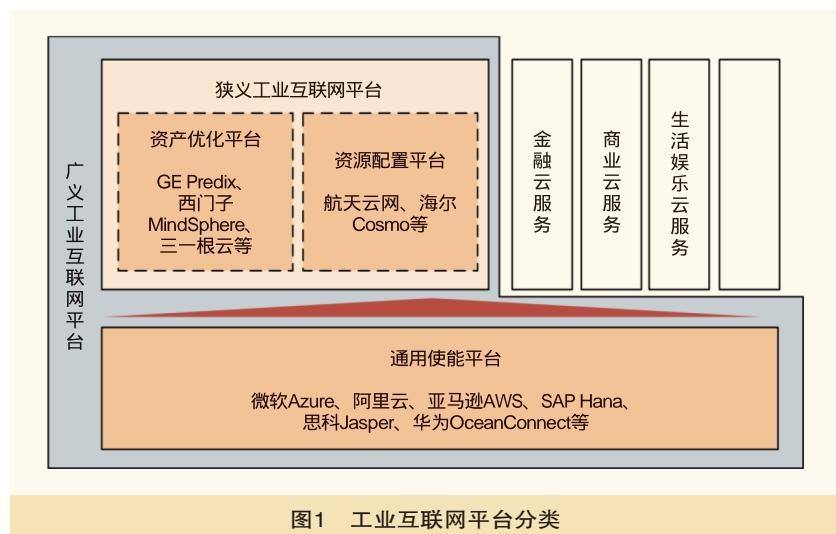 狭义工业互联网平台
资产优化平台
GE Predix、
西门子
MindSphere、
三一根云等
资源配置平台
航天云网、海尔
Cosmo等
广义工业互联网平台
金融云服务
商业云服务
生活娱乐云服务
通用使能平台
微软Azure、阿里云、亚马逊AWS、SAP Hana、
思科Jasper、华为OceanConnect等
图1 工业互联网平台分类